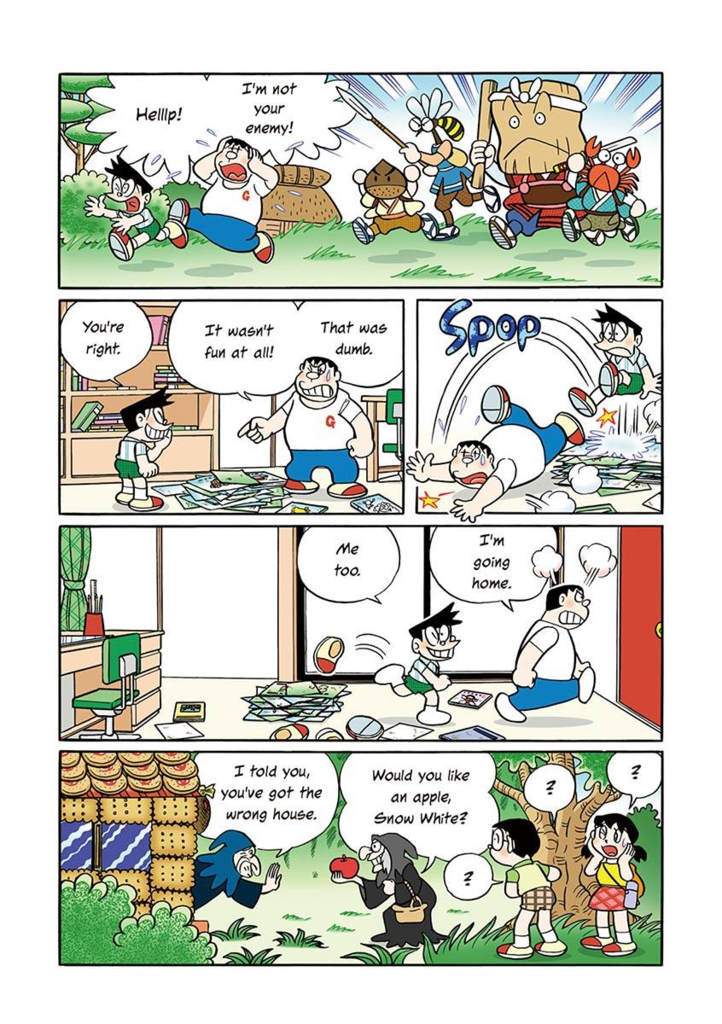 Helllp!
I'm not
your
enemy!
G
You're
right.
It wasn't
fun at all!
That was
dumb.
G
Spop
Me
too.
I'm
going
home.
I told you,
you've got the
wrong house.
Would you like
an apple,
Snow White?
?
?
?